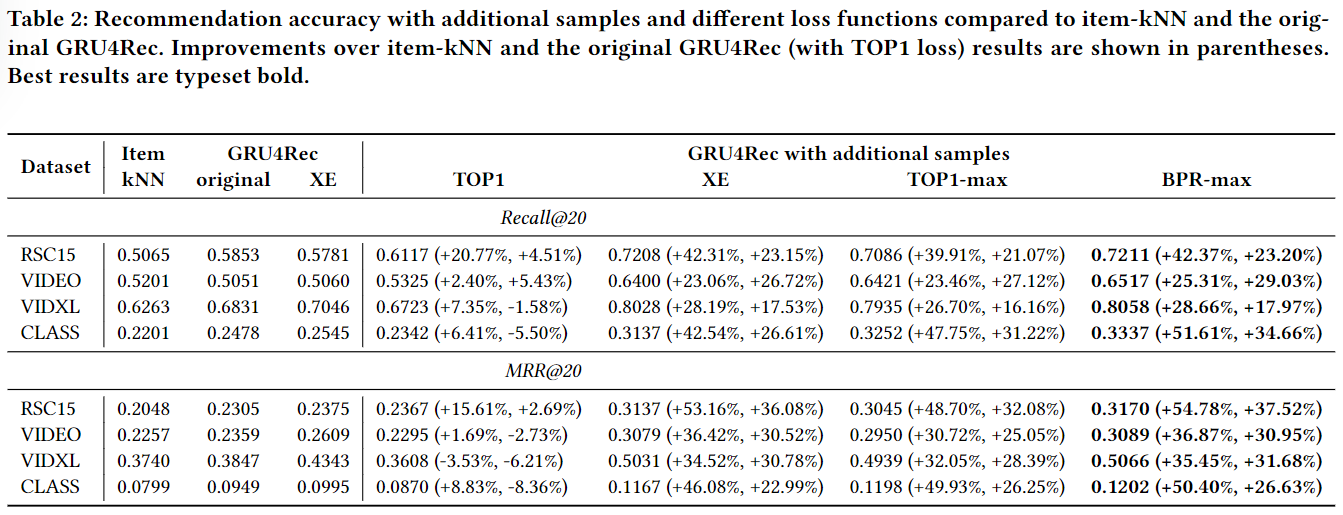 Table 2: Recommendation accuracy with additional samples and different loss functions compared to item-kNN and the orig-
inal GRU4Rec. Improvements over item-kNN and the original GRU4Rec (with TOP1 loss) results are shown in parentheses.
Best results are typeset bold.
Dataset Item GRU4Rec GRU4Rec with additional samples
kNN original XE TOP1 XE TOP1-max BPR-max
Recall@20
RSC15 0.5065 0.5853 0.5781 0.6117 (+20.77%, +4.51%) 0.7208 (+42.31%, +23.15%) 0.7086 (+39.91%, +21.07%) 0.7211 (+42.37%, +23.20%)
VIDEO 0.5201 0.5051 0.5060 0.5325 (+2.40%, +5.43%) 0.6400 (+23.06%, +26.72%) 0.6421 (+23.46%, +27.12%) 0.6517 (+25.31%, +29.03%)
VIDXL 0.6263 0.6831 0.7046 0.6723 (+7.35%, -1.58%) 0.8028 (+28.19%, +17.53%) 0.7935 (+26.70%, +16.16%) 0.8058 (+28.66%, +17.97%)
CLASS 0.2201 0.2478 0.2545 0.2342 (+6.41%, -5.50%) 0.3137 (+42.54%, +26.61%) 0.3252 (+47.75%, +31.22%) 0.3337 (+51.61%, +34.66%)
MRR@20
RSC15 0.2048 0.2305 0.2375 0.2367 (+15.61%, +2.69%) 0.3137 (+53.16%, +36.08%) 0.3045 (+48.70%, +32.08%) 0.3170 (+54.78%, +37.52%)
VIDEO 0.2257 0.2359 0.2609 0.2295 (+1.69%, -2.73%) 0.3079 (+36.42%, +30.52%) 0.2950 (+30.72%, +25.05%) 0.3089 (+36.87%, +30.95%)
VIDXL 0.3740 0.3847 0.4343 0.3608 (-3.53%, -6.21%) 0.5031 (+34.52%, +30.78%) 0.4939 (+32.05%, +28.39%) 0.5066 (+35.45%, +31.68%)
CLASS 0.0799 0.0949 0.0995 0.0870 (+8.83%, -8.36%) 0.1167 (+46.08%, +22.99%) 0.1198 (+49.93%, +26.25%) 0.1202 (+50.40%, +26.63%)